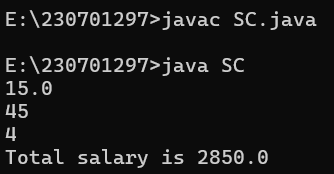 E:\230701297>javac SC.java
E:\230701297>java SC
15.0
45
4
Total salary is 2850.0